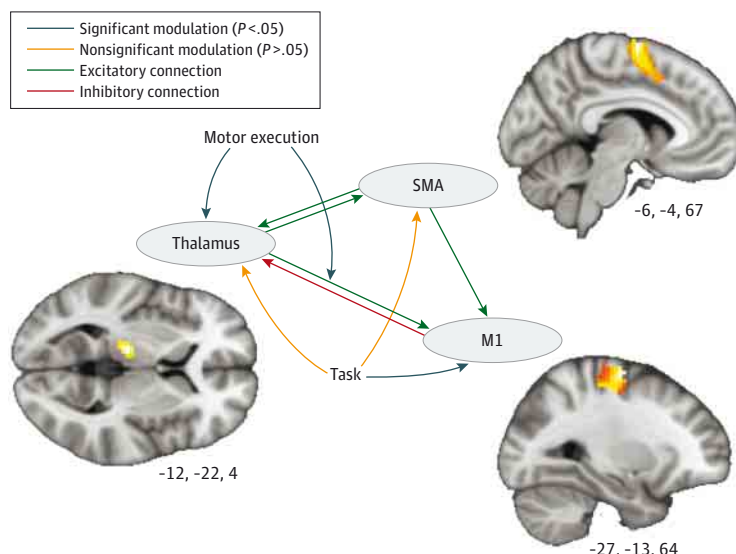 Significant modulation (P <.05)
Nonsignificant modulation (P >.05)
Excitatory connection
Inhibitory connection
Motor execution
SMA
-6, -4, 67
Thalamus
M1
Task
-12, -22, 4
-27, -13, 64